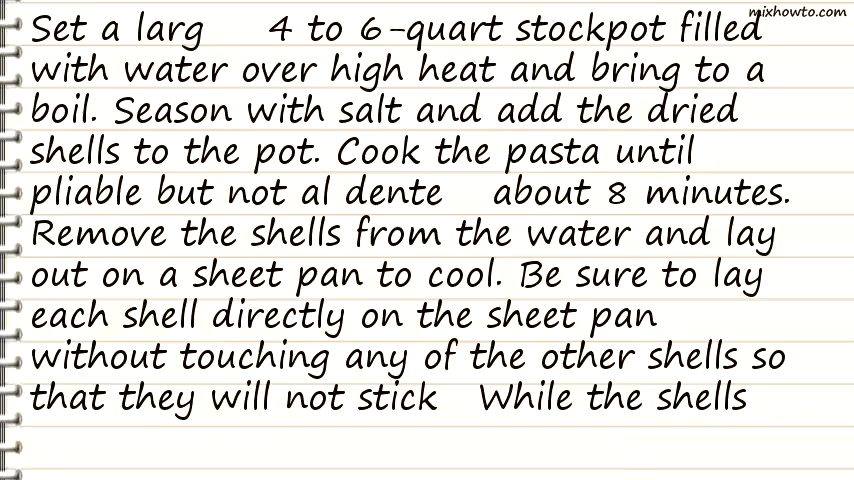 mixhowto.com
Set a larg 4 to 6-quart stockpot filled
with water over high heat and bring to a
boil. Season with salt and add the dried
shells to the pot. Cook the pasta until
pliable but not al dente about 8 minutes.
Remove the shells from the water and lay
out on a sheet pan to cool. Be sure to lay
each shell directly on the sheet pan
without touching any of the other shells so
that they will not stick While the shells